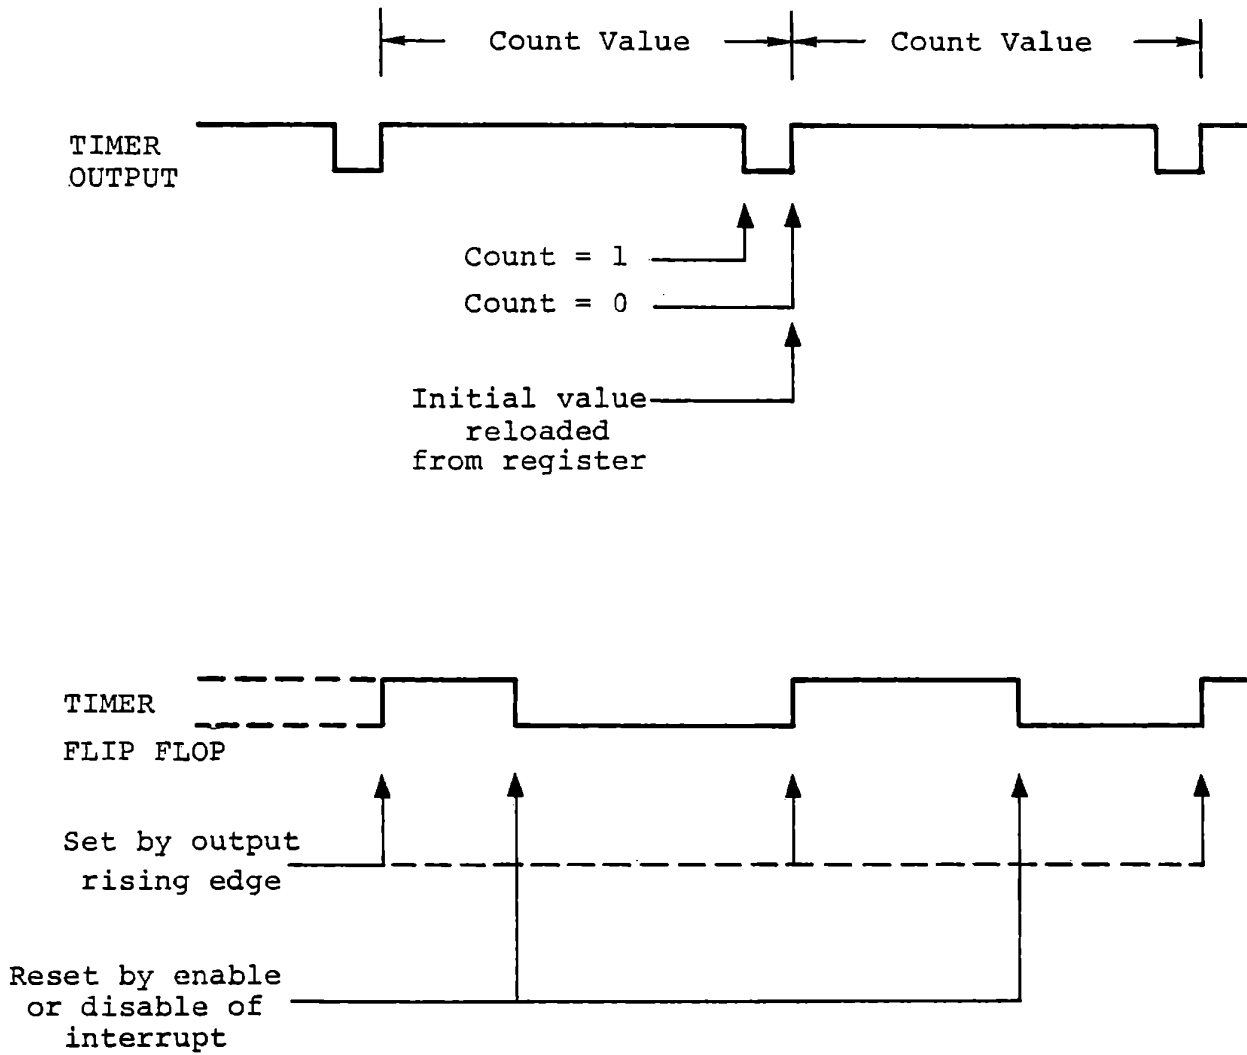 Count Value
Count Value
TIMER
OUTPUT
Count = 1
Count = 0
Initial value
reloaded
from register
TIMER
FLIP FLOP
Set by output
rising edge
Reset by enable
or disable of
interrupt